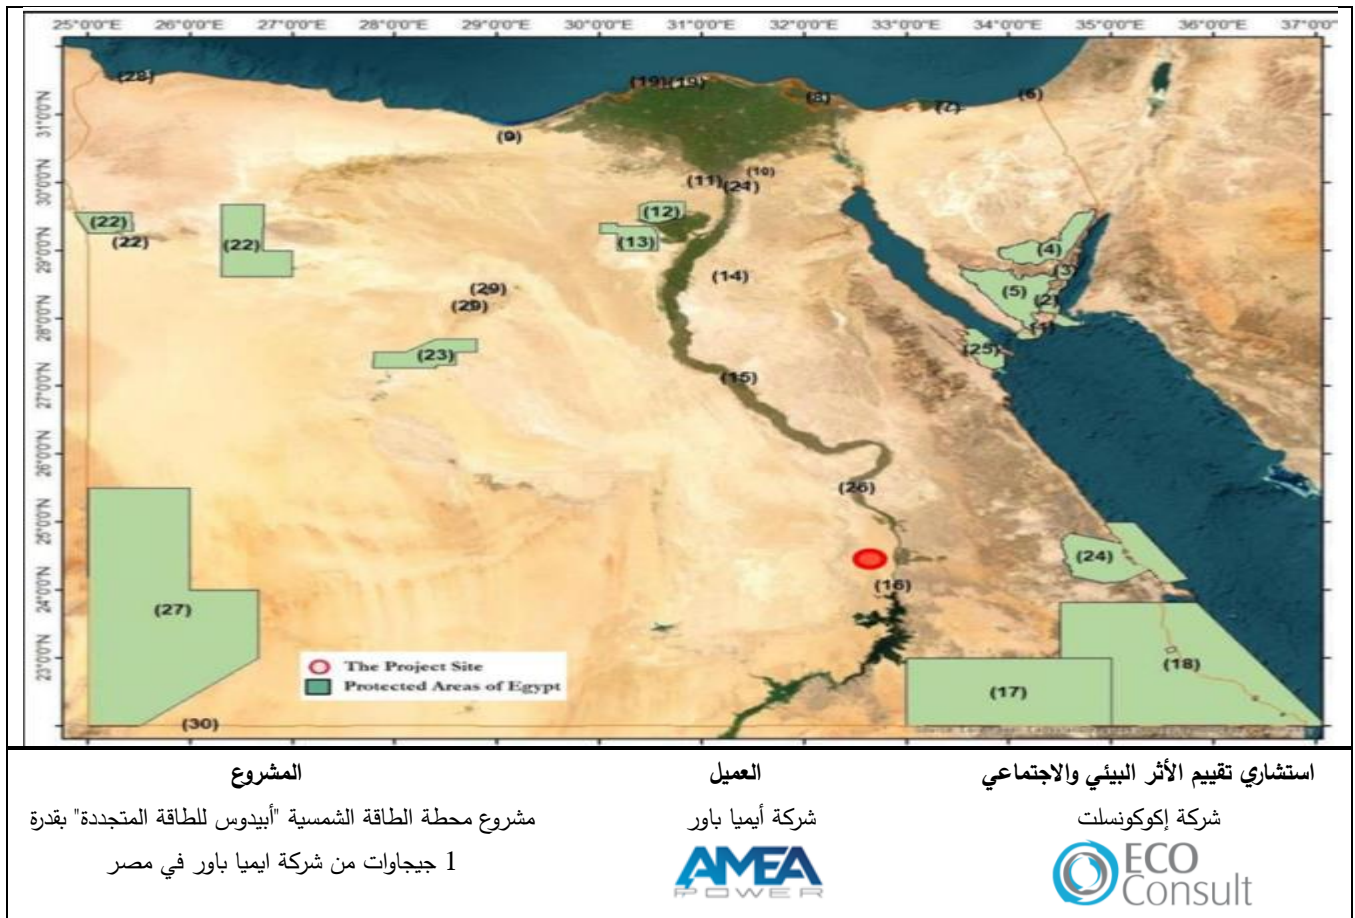 25°0'0"E 26°0'0"E 27°0'0"E 28°0'0"E 29°0'0"E 30°0'0"E 31°0'0"E 32°0'0"E 33°0'0"E 34°0'0"E 35°0'0"E 36°0'0"E 37°0'0"E
31°0'0"N
30°0'0"N
29°0'0"N
28°0'0"N
27°0'0"N
26°0'0"N
25°0'0"N
24°0'0"N
23°0'0"N
(28)
(19)
(19)
(8)
(7)
(6)
(9)
(10)
(11)
(21)
(12)
(13)
(22)
(22)
(22)
(14)
(4)
(3)
(5)
(2)
(1)
(29)
(29)
(25)
(23)
(15)
(26)
(24)
(16)
(27)
(18)
(17)
(30)
The Project Site
Protected Areas of Egypt
استشاري تقييم الأثر البيئي والاجتماعي
شركة إكوكونسلت
ECO
Consult
العميل
شركة أيميا باور
AMEA
POWER
المشروع
مشروع محطة الطاقة الشمسية "أبيدوس للطاقة المتجددة" بقدرة
1 جيجاوات من شركة ايميا باور في مصر